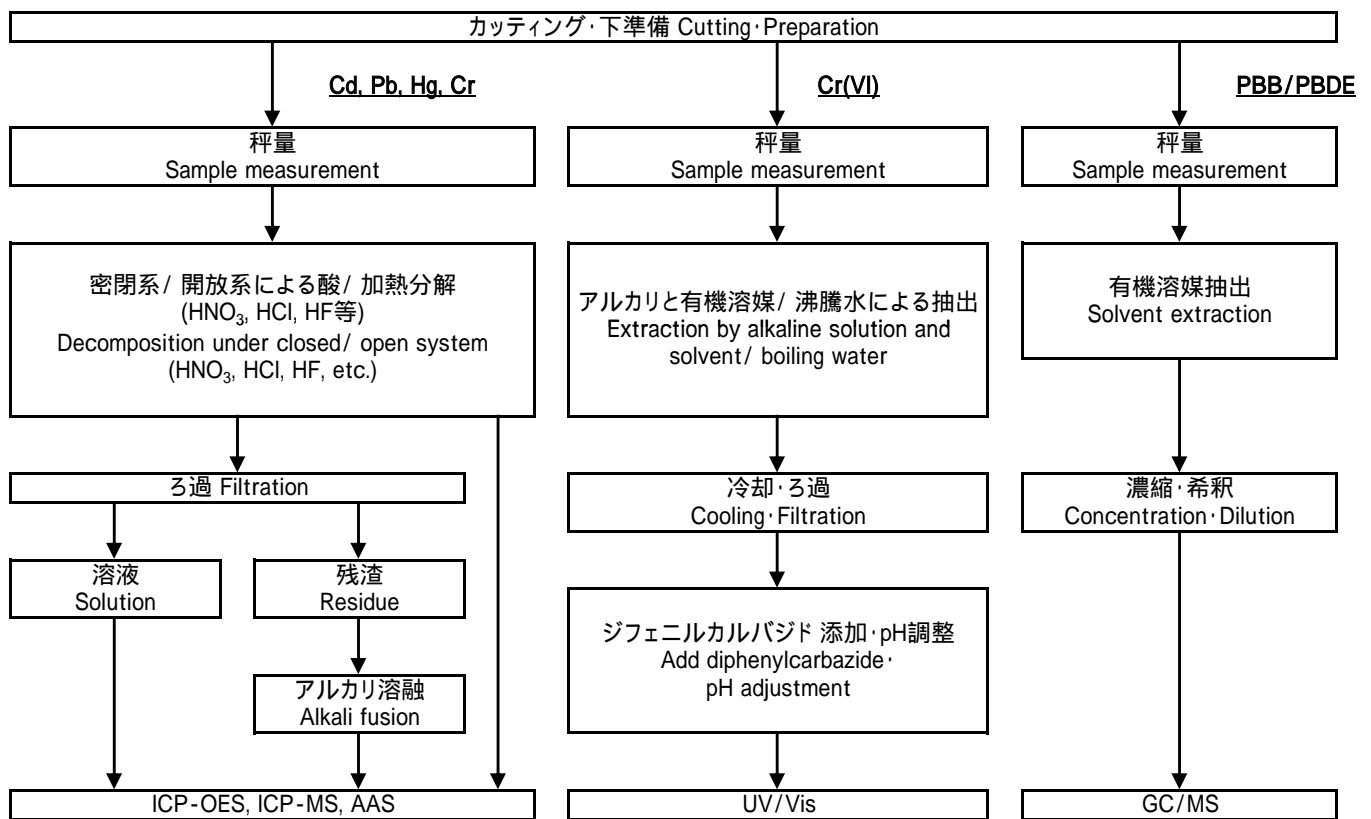 カッティング･下準備 Cutting･Preparation
Cd, Pb, Hg, Cr
Cr(VI)
PBB/PBDE
秤量
Sample measurement
秤量
Sample measurement
秤量
Sample measurement
密閉系/ 開放系による酸/ 加熱分解
(HNO₃, HCl, HF等)
Decomposition under closed/ open system
(HNO₃, HCl, HF, etc.)
アルカリと有機溶媒/ 沸騰水による抽出
Extraction by alkaline solution and
solvent/ boiling water
有機溶媒抽出
Solvent extraction
ろ過 Filtration
冷却･ろ過
Cooling･Filtration
濃縮･希釈
Concentration･Dilution
溶液
Solution
残渣
Residue
アルカリ溶融
Alkali fusion
ジフェニルカルバジド 添加･pH調整
Add diphenylcarbazide･
pH adjustment
ICP-OES, ICP-MS, AAS
UV/Vis
GC/MS